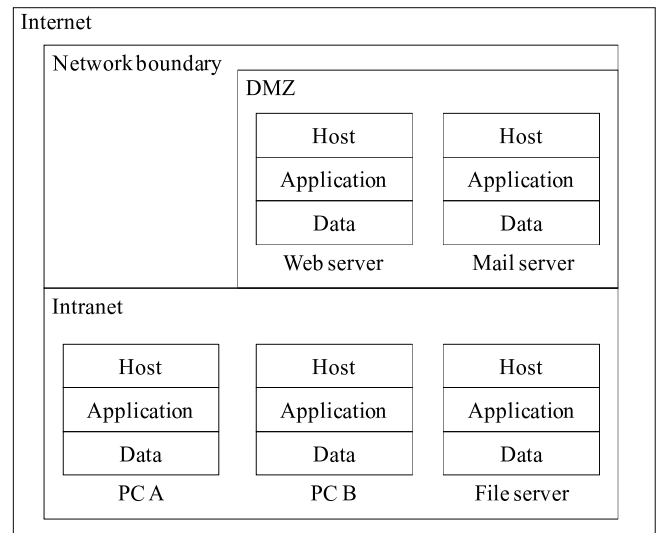 Internet
Network boundary
DMZ
Host Host
Application Application
Data Data
Web server Mail server
Intranet
Host Host Host
Application Application Application
Data Data Data
PC A PC B File server